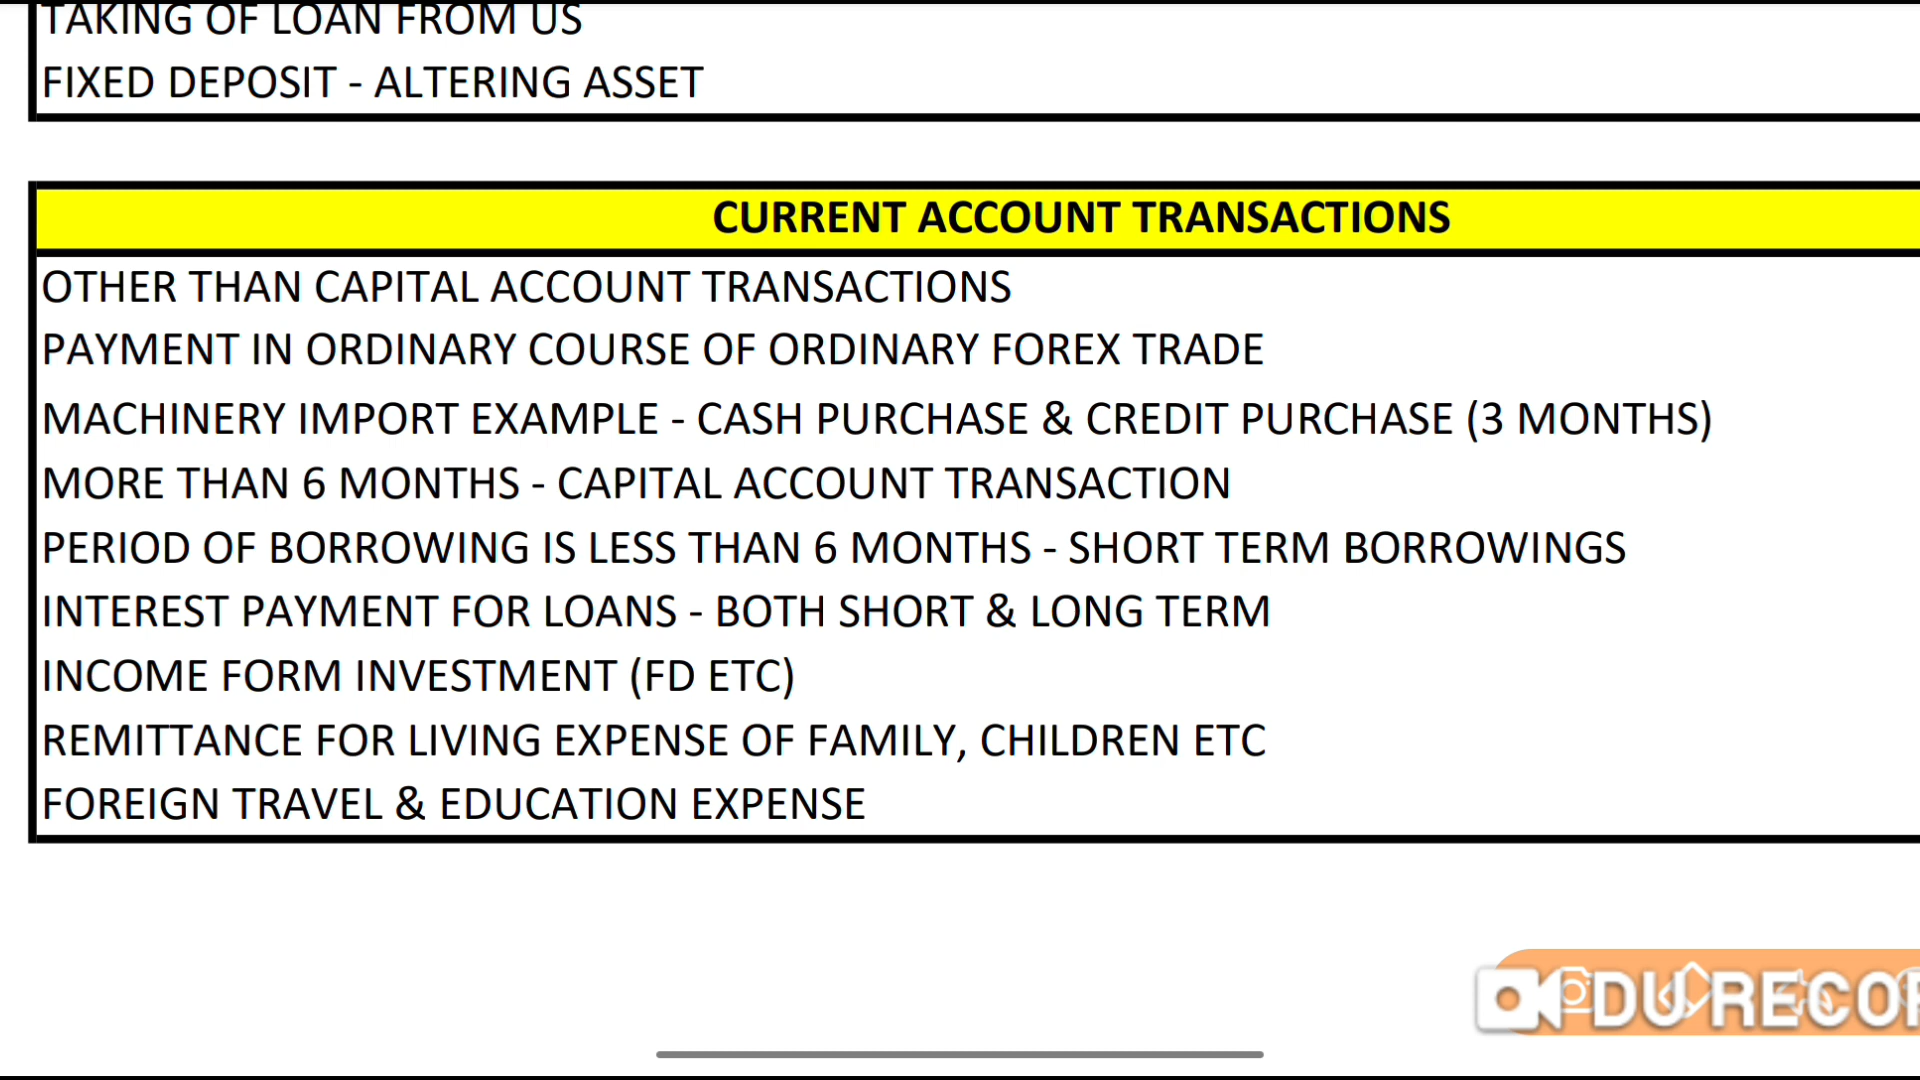 TAKING OF LOAN FROM US
FIXED DEPOSIT - ALTERING ASSET
CURRENT ACCOUNT TRANSACTIONS
OTHER THAN CAPITAL ACCOUNT TRANSACTIONS
PAYMENT IN ORDINARY COURSE OF ORDINARY FOREX TRADE
MACHINERY IMPORT EXAMPLE - CASH PURCHASE & CREDIT PURCHASE (3 MONTHS)
MORE THAN 6 MONTHS - CAPITAL ACCOUNT TRANSACTION
PERIOD OF BORROWING IS LESS THAN 6 MONTHS - SHORT TERM BORROWINGS
INTEREST PAYMENT FOR LOANS - BOTH SHORT & LONG TERM
INCOME FORM INVESTMENT (FD ETC)
REMITTANCE FOR LIVING EXPENSE OF FAMILY, CHILDREN ETC
FOREIGN TRAVEL & EDUCATION EXPENSE
DU RECOR